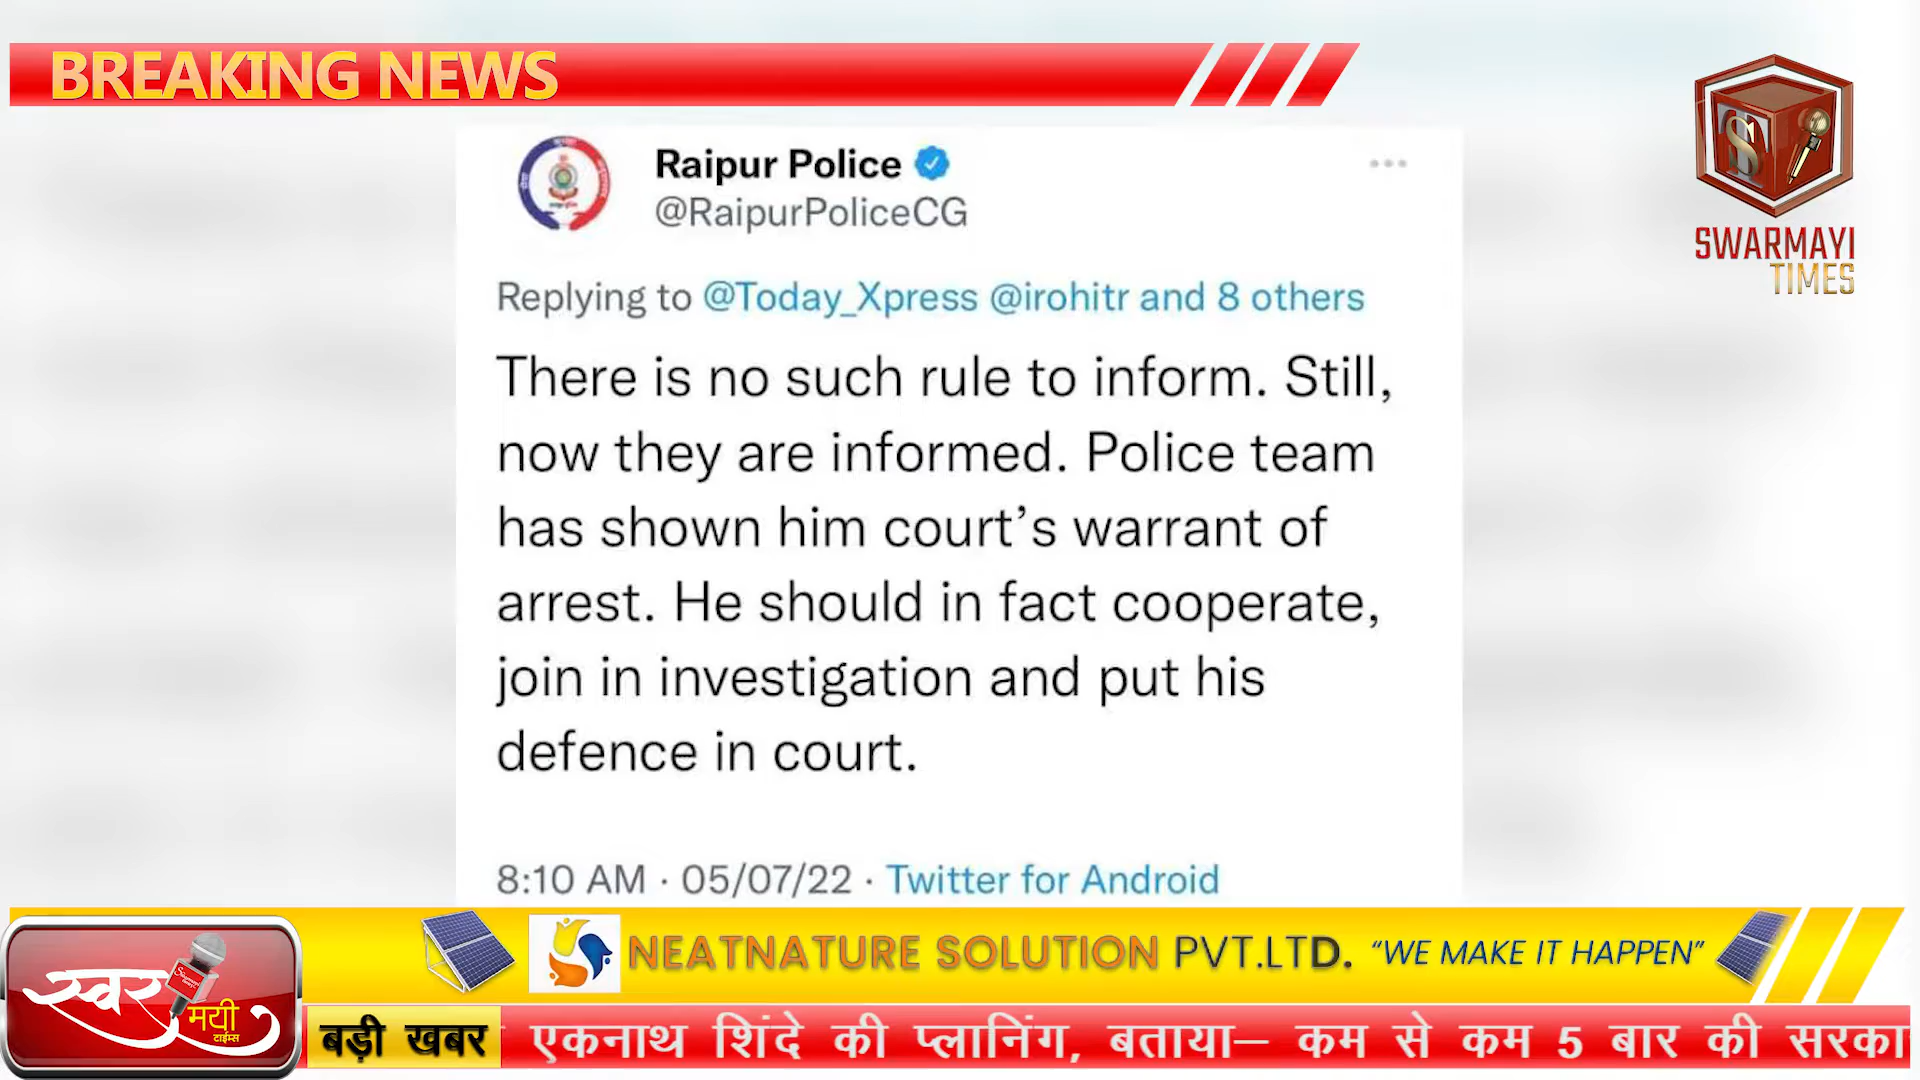 BREAKING NEWS
SWARMAYI
TIMES
Raipur Police
@RaipurPoliceCG
Replying to @Today_Xpress @irohitr and 8 others
There is no such rule to inform. Still,
now they are informed. Police team
has shown him court’s warrant of
arrest. He should in fact cooperate,
join in investigation and put his
defence in court.
8:10 AM · 05/07/22 · Twitter for Android
NEATNATURE SOLUTION PVT.LTD. “WE MAKE IT HAPPEN”
स्वर
मयी
टाईम्स
बड़ी खबर एकनाथ शिंदे की प्लानिंग, बताया– कम से कम 5 बार की सरका